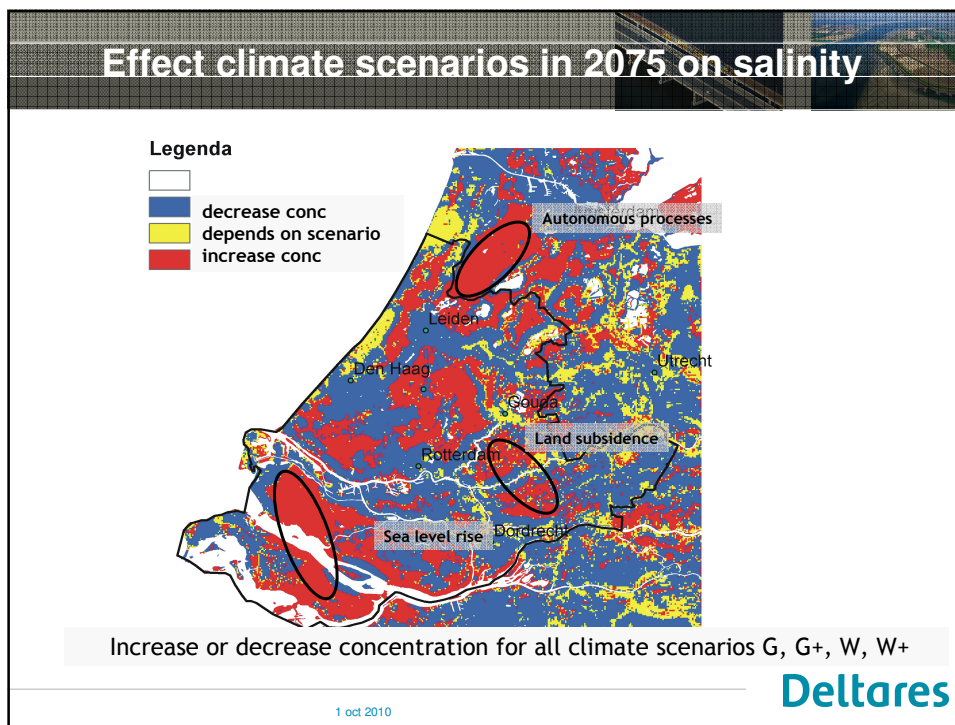 Effect climate scenarios in 2075 on salinity
Legenda
decrease conc
depends on scenario
increase conc
Amsterdam
Autonomous processes
Leiden
Utrecht
Den Haag
Gouda
Land subsidence
Rotterdam
Dordrecht
Sea level rise
Increase or decrease concentration for all climate scenarios G, G+, W, W+
Deltares
1 oct 2010